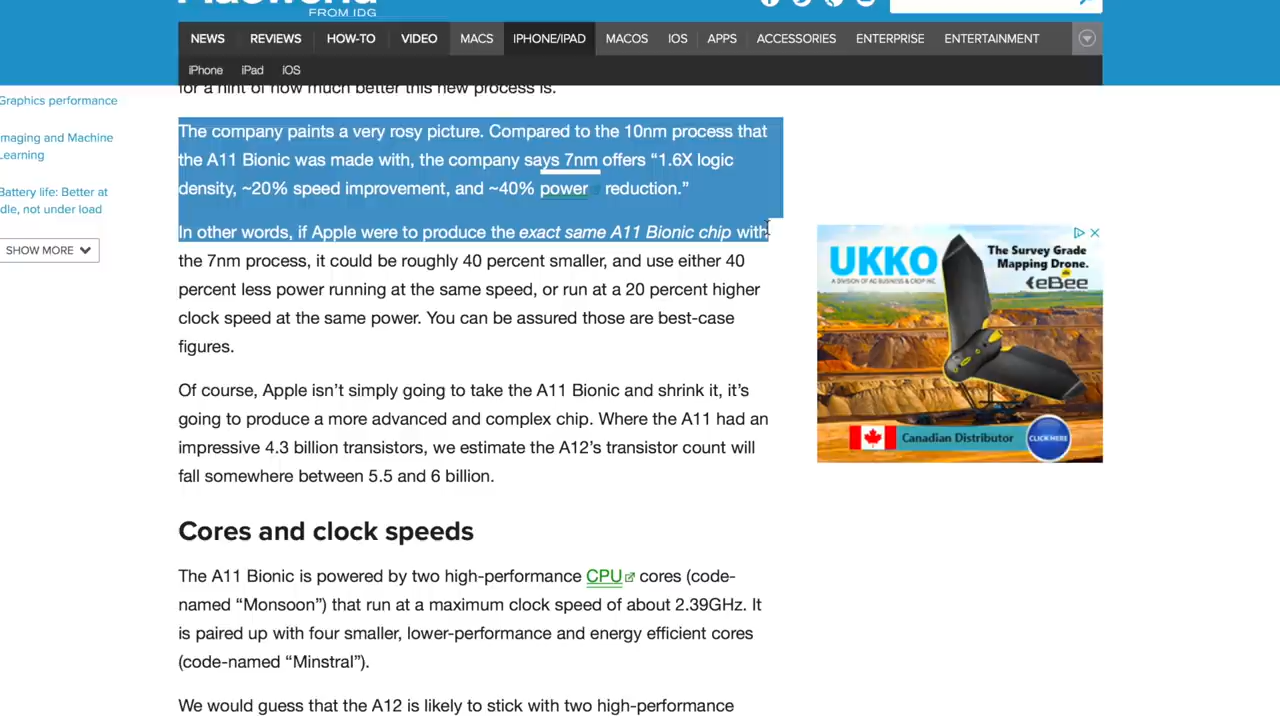 FROM IDG
NEWS REVIEWS HOW-TO VIDEO MACS IPHONE/IPAD MACOS IOS APPS ACCESSORIES ENTERPRISE ENTERTAINMENT
iPhone iPad iOS
Graphics performance
maging and Machine
Learning
Battery life: Better at
dle, not under load
SHOW MORE
for a hint of how much better this new process is.
The company paints a very rosy picture. Compared to the 10nm process that
the A11 Bionic was made with, the company says 7nm offers “1.6X logic
density, ~20% speed improvement, and ~40% power reduction.”
In other words, if Apple were to produce the exact same A11 Bionic chip with
the 7nm process, it could be roughly 40 percent smaller, and use either 40
percent less power running at the same speed, or run at a 20 percent higher
clock speed at the same power. You can be assured those are best-case
figures.
Of course, Apple isn’t simply going to take the A11 Bionic and shrink it, it’s
going to produce a more advanced and complex chip. Where the A11 had an
impressive 4.3 billion transistors, we estimate the A12’s transistor count will
fall somewhere between 5.5 and 6 billion.
Cores and clock speeds
The A11 Bionic is powered by two high-performance CPU cores (code-
named “Monsoon”) that run at a maximum clock speed of about 2.39GHz. It
is paired up with four smaller, lower-performance and energy efficient cores
(code-named “Minstral”).
We would guess that the A12 is likely to stick with two high-performance
UKKO
A DIVISION OF AG BUSINESS & CROP INC.
The Survey Grade
Mapping Drone.
eBee
Canadian Distributor
CLICK HERE